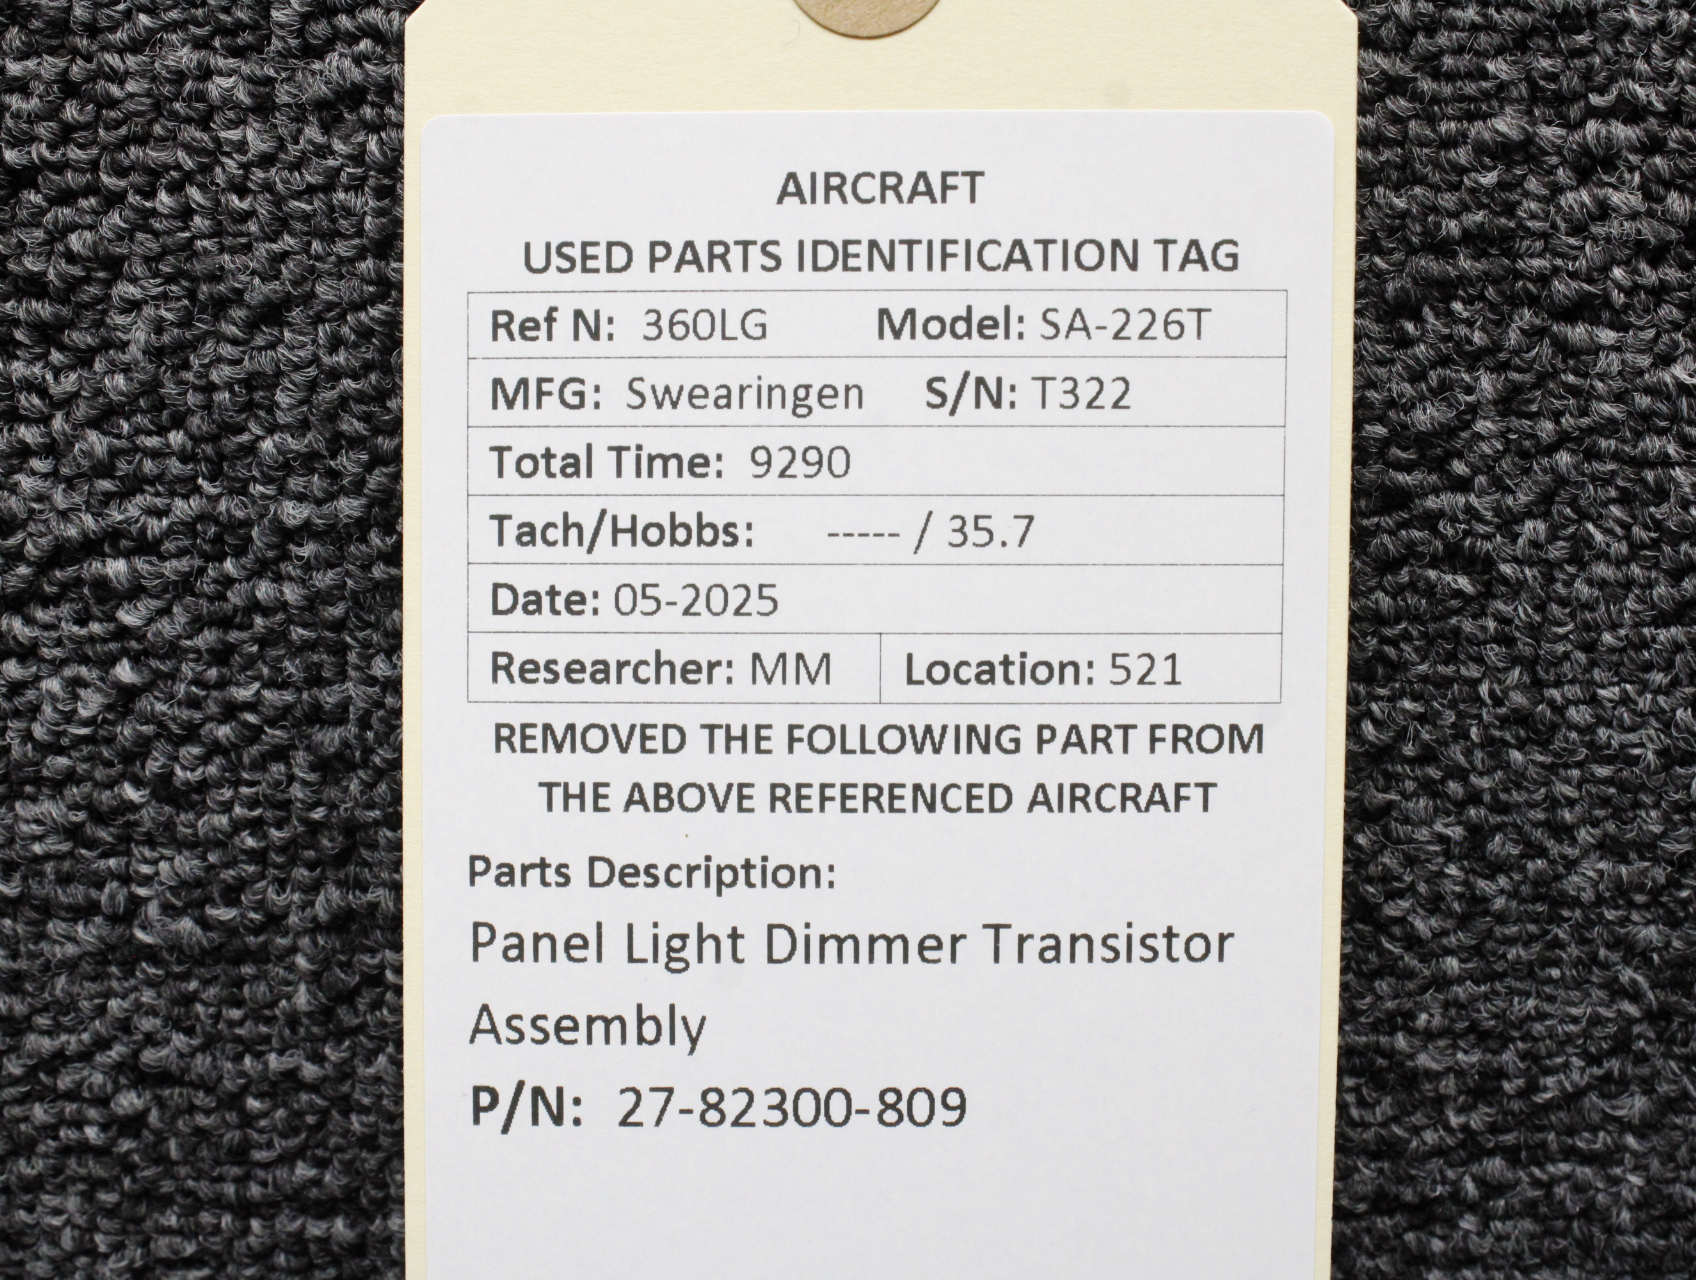 AIRCRAFT
USED PARTS IDENTIFICATION TAG
Ref N: 360LG Model: SA-226T
MFG: Swearingen S/N: T322
Total Time: 9290
Tach/Hobbs: ----- / 35.7
Date: 05-2025
Researcher: MM Location: 521
REMOVED THE FOLLOWING PART FROM
THE ABOVE REFERENCED AIRCRAFT
Parts Description:
Panel Light Dimmer Transistor
Assembly
P/N: 27-82300-809